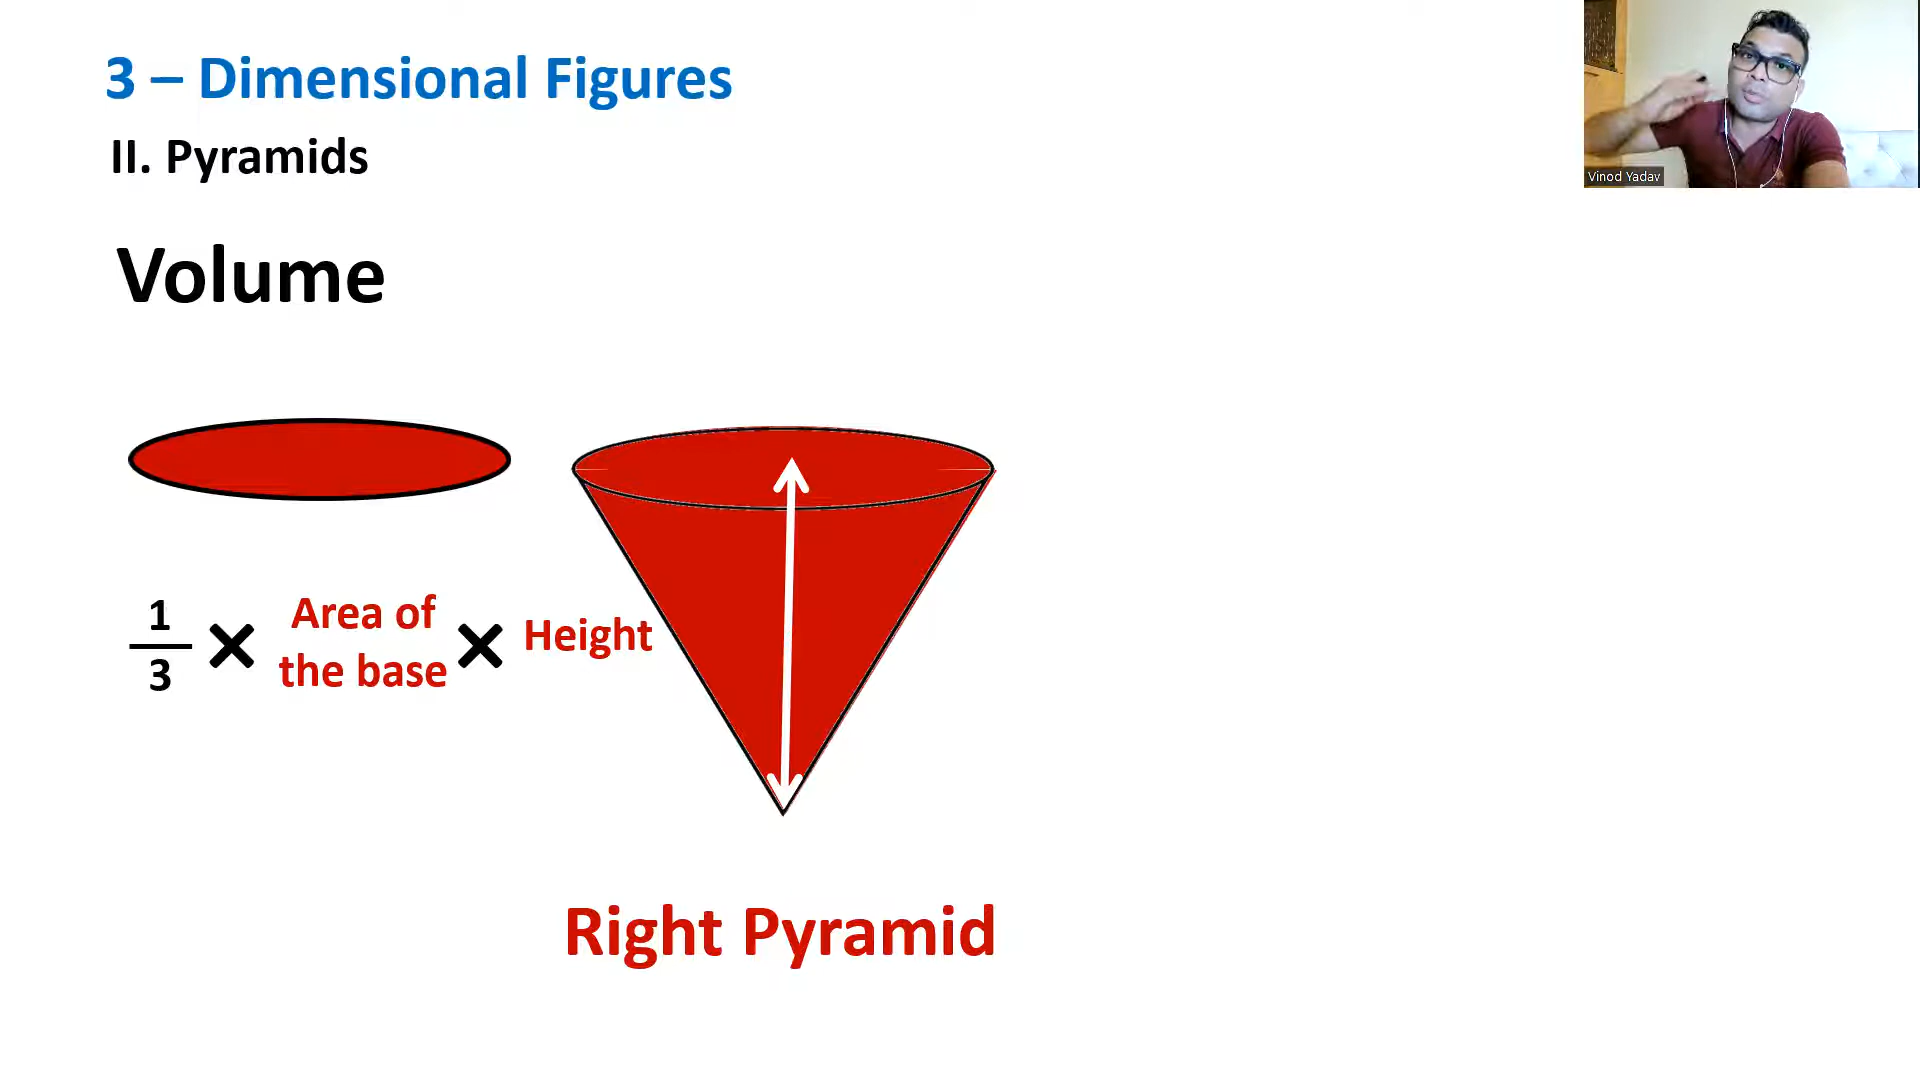 3 – Dimensional Figures
II. Pyramids
Volume
1
3
×
Area of
the base
×
Height
Right Pyramid
Vinod Yadav